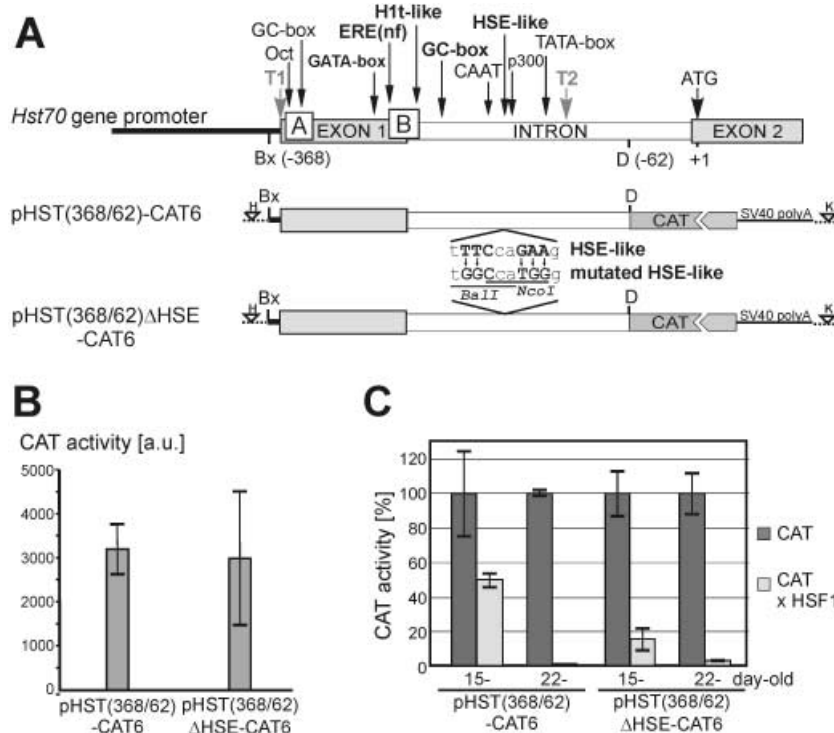 A
H1t-like
ERE(nf)
HSE-like
GC-box
Oct
GATA-box
GC-box
p300
TATA-box
CAAT
T1
T2
ATG
Hst70 gene promoter
A
EXON 1
B
INTRON
EXON 2
Bx (-368)
D (-62)
+1
Bx
D
pHST(368/62)-CAT6
H
CAT
SV40 polyA
K
tTTCcaGAAg
HSE-like
tGGCcaTGGg
mutated HSE-like
BalI
NcoI
Bx
D
pHST(368/62)ΔHSE
-CAT6
H
CAT
SV40 polyA
K
B
CAT activity [a.u.]
5000
4000
3000
2000
1000
0
pHST(368/62)
-CAT6
pHST(368/62)
ΔHSE-CAT6
C
CAT activity [%]
120
100
80
60
40
20
0
15-
22-
15-
22-
day-old
pHST(368/62)
-CAT6
pHST(368/62)
ΔHSE-CAT6
CAT
CAT
x HSF1